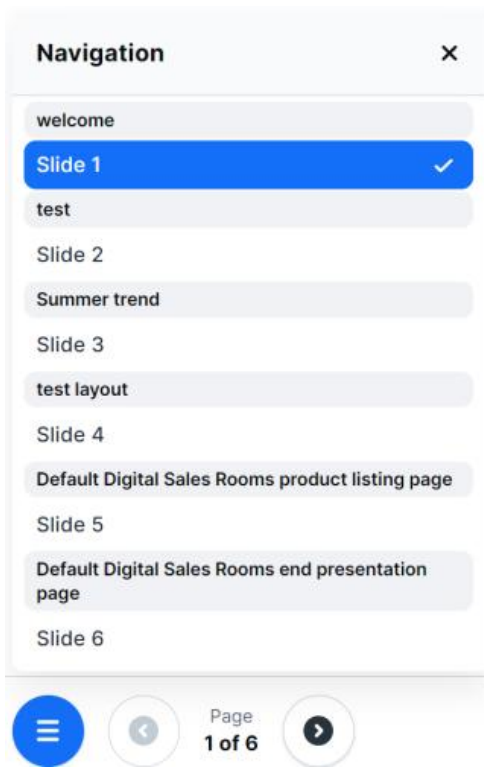 Navigation
welcome
Slide 1
test
Slide 2
Summer trend
Slide 3
test layout
Slide 4
Default Digital Sales Rooms product listing page
Slide 5
Default Digital Sales Rooms end presentation
page
Slide 6
Page
1 of 6